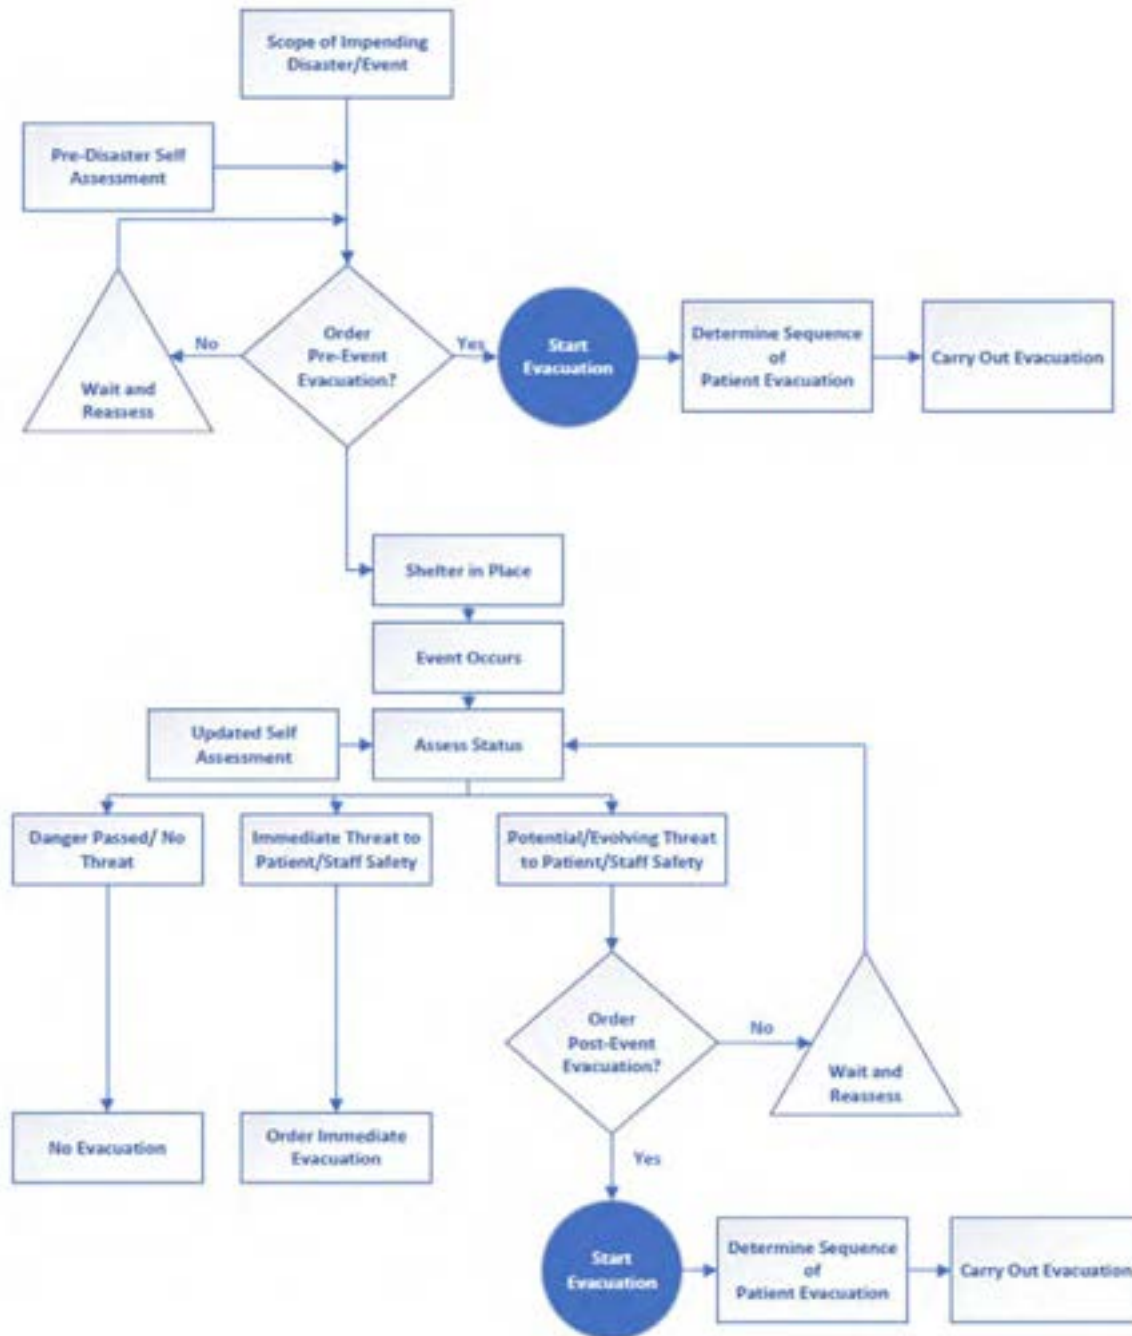 Scope of Impending
Disaster/Event
Pre-Disaster Self
Assessment
No
Order
Pre-Event
Evacuation?
Yes
Start
Evacuation
Determine Sequence
of
Patient Evacuation
Carry Out Evacuation
Wait and
Reassess
Shelter in Place
Event Occurs
Updated Self
Assessment
Assess Status
Danger Passed/ No
Threat
Immediate Threat to
Patient/Staff Safety
Potential/Evolving Threat
to Patient/Staff Safety
Order
Post-Event
Evacuation?
No
Wait and
Reassess
No Evacuation
Order Immediate
Evacuation
Yes
Start
Evacuation
Determine Sequence
of
Patient Evacuation
Carry Out Evacuation